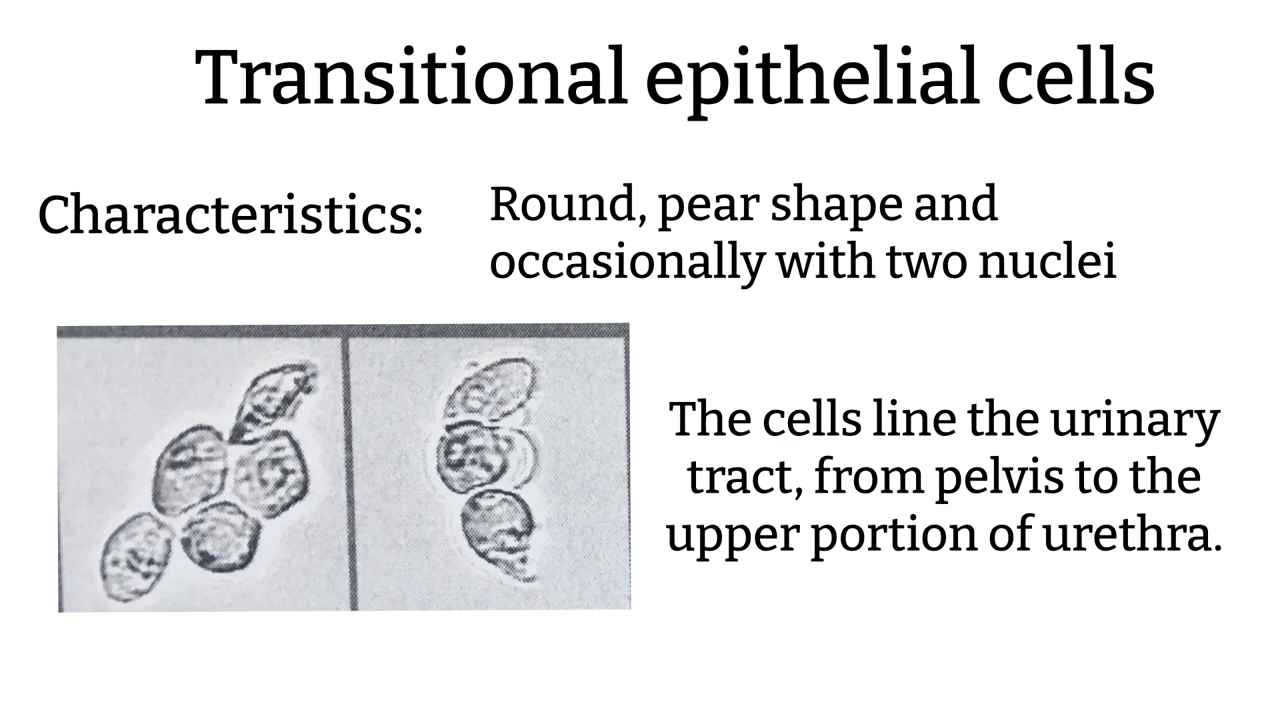 Transitional epithelial cells
Characteristics:
Round, pear shape and
occasionally with two nuclei
The cells line the urinary
tract, from pelvis to the
upper portion of urethra.